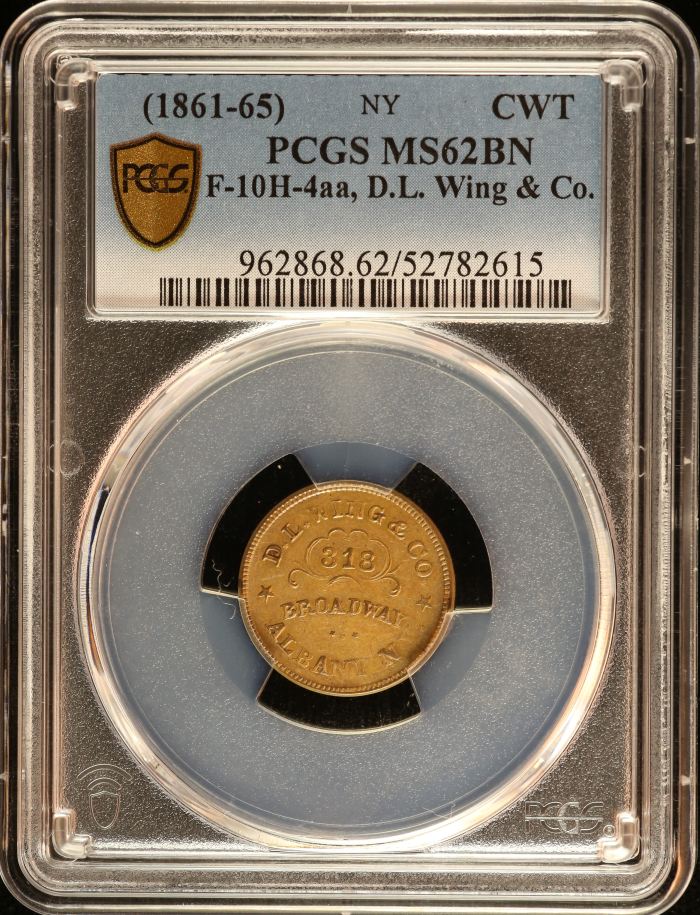 (1861-65) NY CWT
PCGS MS62BN
PCGS F-10H-4aa, D.L. Wing & Co.
962868.62/52782615
D.L. WING & CO
318
BROADWAY
ALBANY N
PCGS